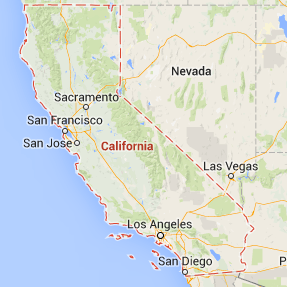 Nevada
Sacramento
San Francisco
San Jose
California
Las Vegas
Los Angeles
San Diego